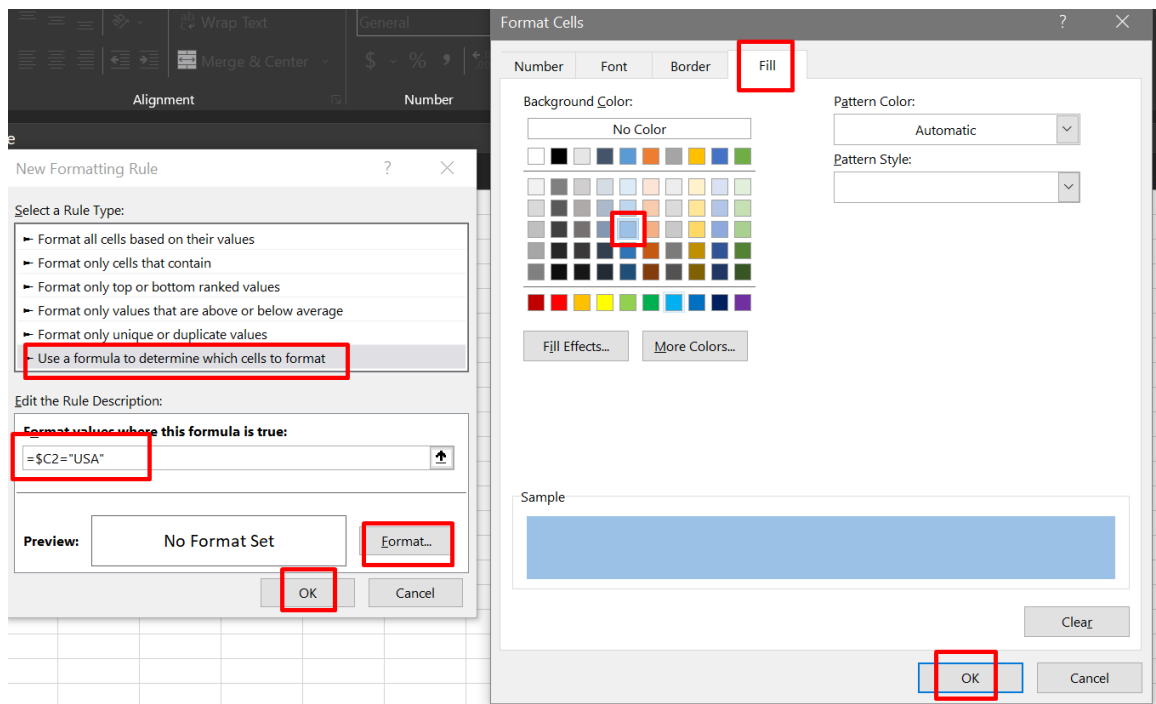 Wrap Text
General
Merge & Center
$ ~ % 9
Alignment
Number
e
New Formatting Rule
?
Select a Rule Type:
► Format all cells based on their values
► Format only cells that contain
► Format only top or bottom ranked values
► Format only values that are above or below average
► Format only unique or duplicate values
► Use a formula to determine which cells to format
Edit the Rule Description:
Format values where this formula is true:
=$C2="USA"
Preview:
No Format Set
Format...
OK
Cancel
Format Cells
?
Number
Font
Border
Fill
Background Color:
No Color
Fill Effects...
More Colors...
Pattern Color:
Automatic
Pattern Style:
Sample
Clear
OK
Cancel